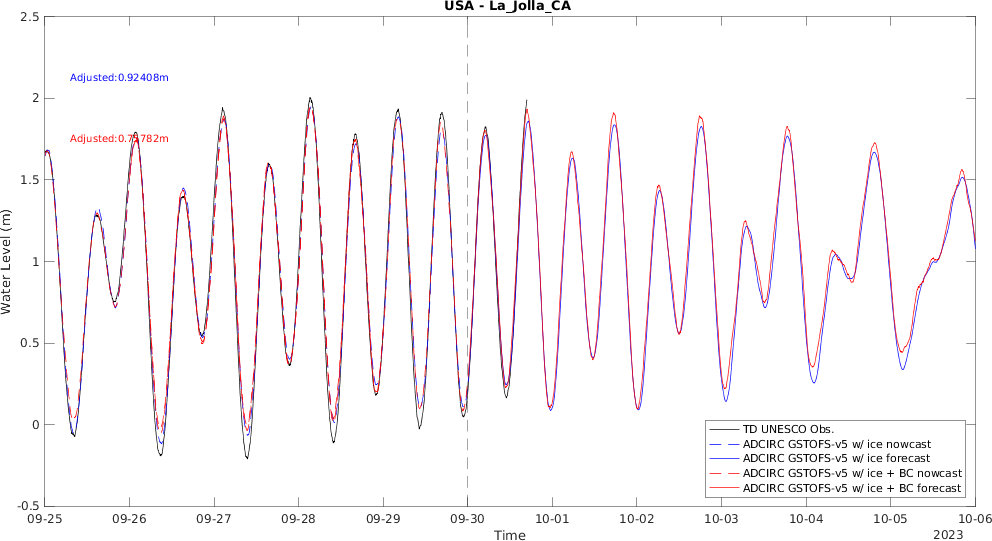 USA - La_Jolla_CA
2.5
2
1.5
1
0.5
0
-0.5
Water Level (m)
Adjusted:0.92408m
TD UNESCO Obs.
ADCIRC GSTOFS-v5 w/ ice nowcast
ADCIRC GSTOFS-v5 w/ ice forecast
ADCIRC GSTOFS-v5 w/ ice + BC nowcast
ADCIRC GSTOFS-v5 w/ ice + BC forecast
09-25 09-26 09-27 09-28 09-29 09-30 10-01 10-02 10-03 10-04 10-05 10-06
Time
2023